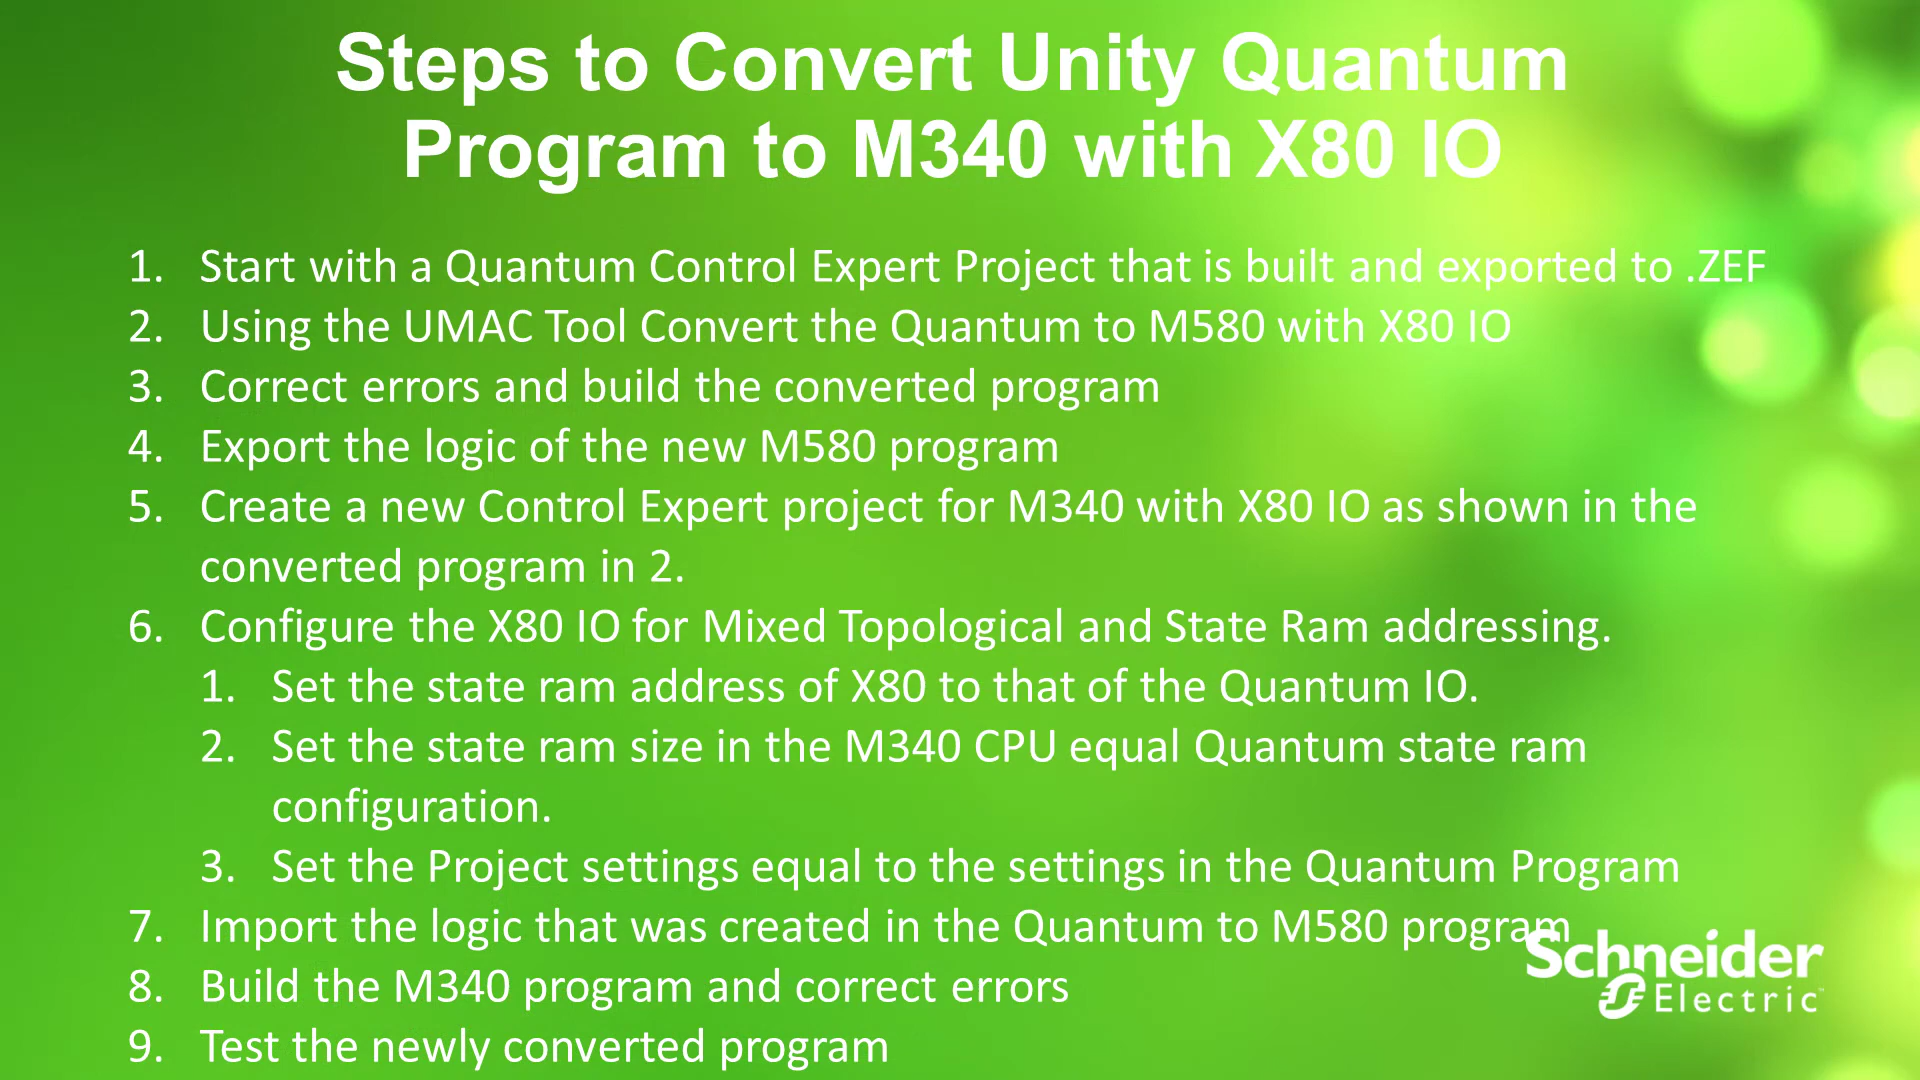 Steps to Convert Unity Quantum
Program to M340 with X80 IO
1. Start with a Quantum Control Expert Project that is built and exported to .ZEF
2. Using the UMAC Tool Convert the Quantum to M580 with X80 IO
3. Correct errors and build the converted program
4. Export the logic of the new M580 program
5. Create a new Control Expert project for M340 with X80 IO as shown in the
converted program in 2.
6. Configure the X80 IO for Mixed Topological and State Ram addressing.
1. Set the state ram address of X80 to that of the Quantum IO.
2. Set the state ram size in the M340 CPU equal Quantum state ram
configuration.
3. Set the Project settings equal to the settings in the Quantum Program
7. Import the logic that was created in the Quantum to M580 program
8. Build the M340 program and correct errors
9. Test the newly converted program
Schneider
Electric